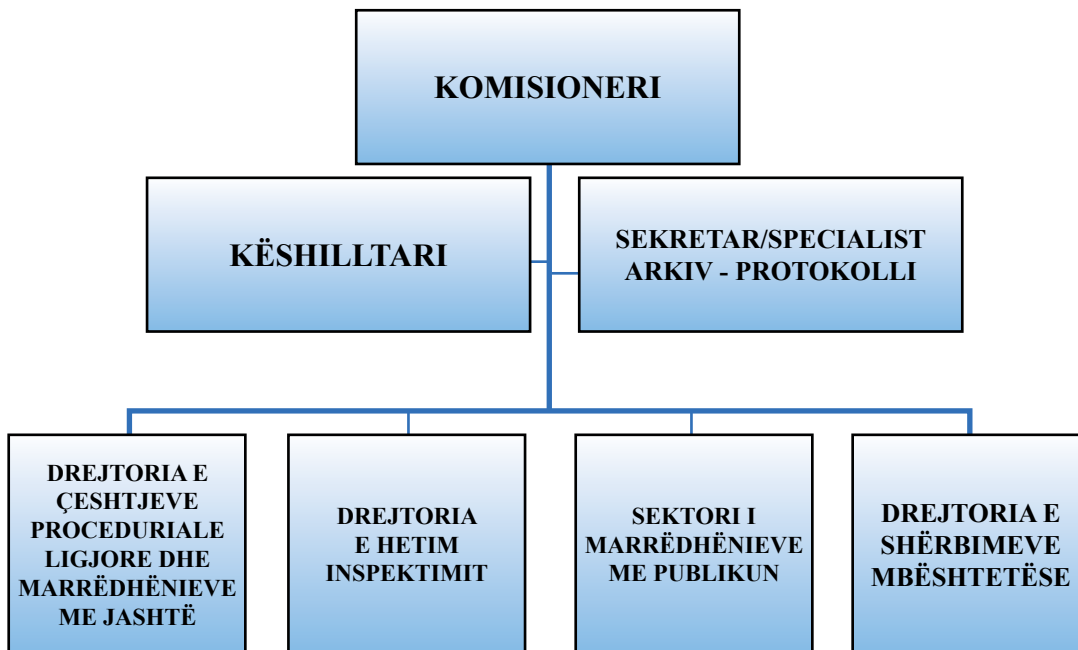 KOMISIONERI
KËSHILLTARI
SEKRETAR/SPECIALIST
ARKIV - PROTOKOLLI
DREJTORIA E
ÇESHTJEVE
PROCEDURIALE
LIGJORE DHE
MARRËDHËNIEVE
ME JASHTË
DREJTORIA
E HETIM
INSPEKTIMIT
SEKTORI I
MARRËDHËNIEVE
ME PUBLIKUN
DREJTORIA E
SHËRBIMEVE
MBËSHTETËSE